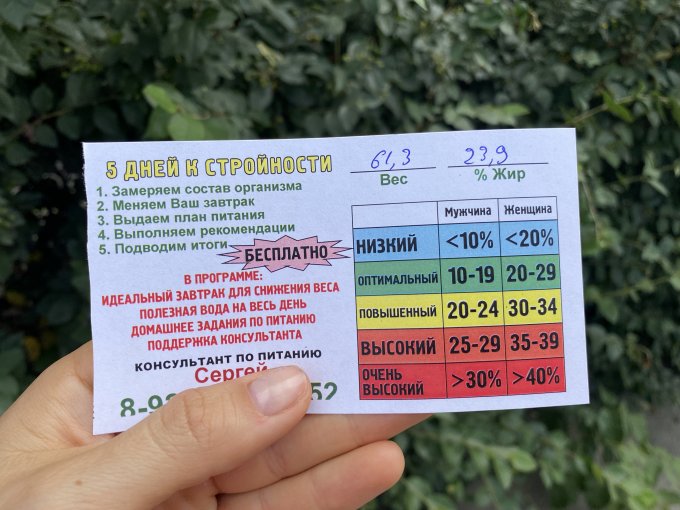 5 ДНЕЙ К СТРОЙНОСТИ
1. Замеряем состав организма
2. Меняем Ваш завтрак
3. Выдаем план питания
4. Выполняем рекомендации
5. Подводим итоги
БЕСПЛАТНО
В ПРОГРАММЕ:
ИДЕАЛЬНЫЙ ЗАВТРАК ДЛЯ СНИЖЕНИЯ ВЕСА
ПОЛЕЗНАЯ ВОДА НА ВЕСЬ ДЕНЬ
ДОМАШНЕЕ ЗАДАНИЯ ПО ПИТАНИЮ
ПОДДЕРЖКА КОНСУЛЬТАНТА
КОНСУЛЬТАНТ ПО ПИТАНИЮ
Сергей
61,3 23,9
Вес % Жир
Мужчина Женщина
НИЗКИЙ <10% <20%
ОПТИМАЛЬНЫЙ 10-19 20-29
ПОВЫШЕННЫЙ 20-24 30-34
ВЫСОКИЙ 25-29 35-39
ОЧЕНЬ ВЫСОКИЙ >30% >40%